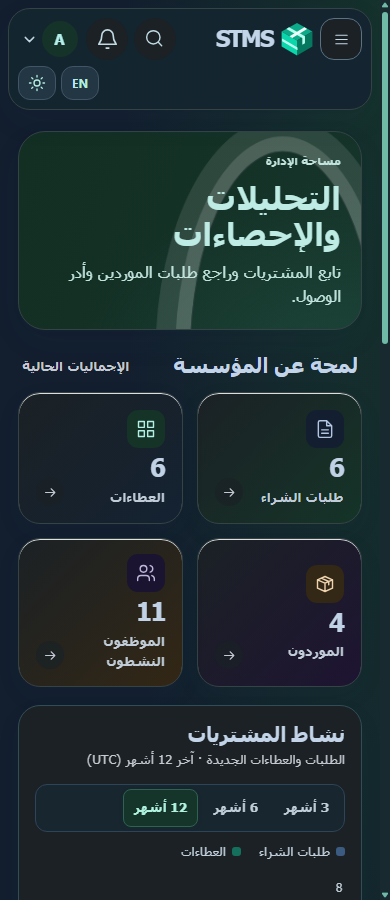 STMS
A
EN
مساحة الإدارة
التحليلات
والإحصاءات
تابع المشتريات وراجع طلبات الموردين وأدر
الوصول.
لمحة عن المؤسسة
الإجماليات الحالية
6
طلبات الشراء
6
العطاءات
4
الموردون
11
الموظفون
النشطون
نشاط المشتريات
الطلبات والعطاءات الجديدة · آخر 12 أشهر (UTC)
3 أشهر
6 أشهر
12 أشهر
طلبات الشراء
العطاءات
8